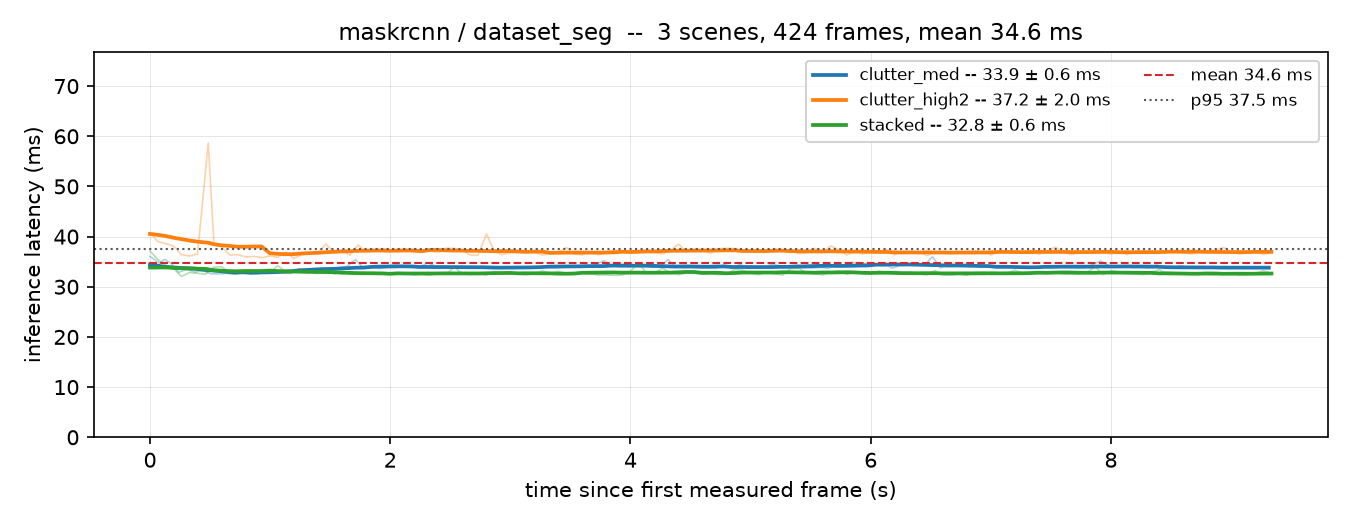 maskrcnn / dataset_seg  --  3 scenes, 424 frames, mean 34.6 ms
clutter_med -- 33.9 ± 0.6 ms
clutter_high2 -- 37.2 ± 2.0 ms
stacked -- 32.8 ± 0.6 ms
mean 34.6 ms
p95 37.5 ms
inference latency (ms)
70
60
50
40
30
20
10
0
0 2 4 6 8
time since first measured frame (s)